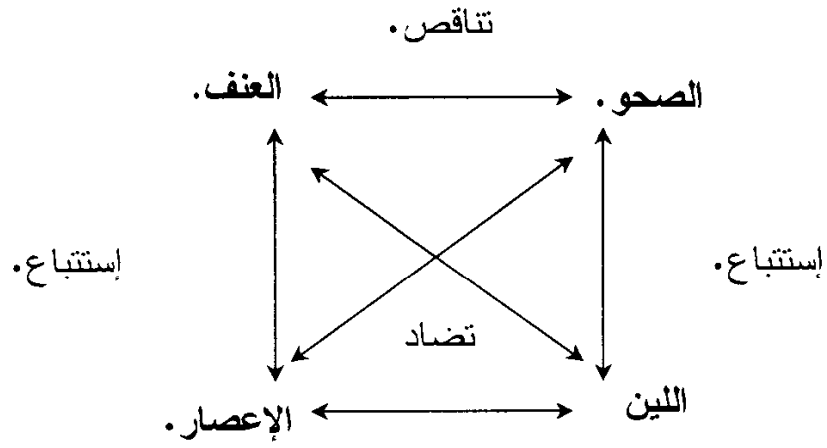 تناقص.
الصحو. العنف.
إستتباع. إستتباع.
تضاد
اللين الإعصار.